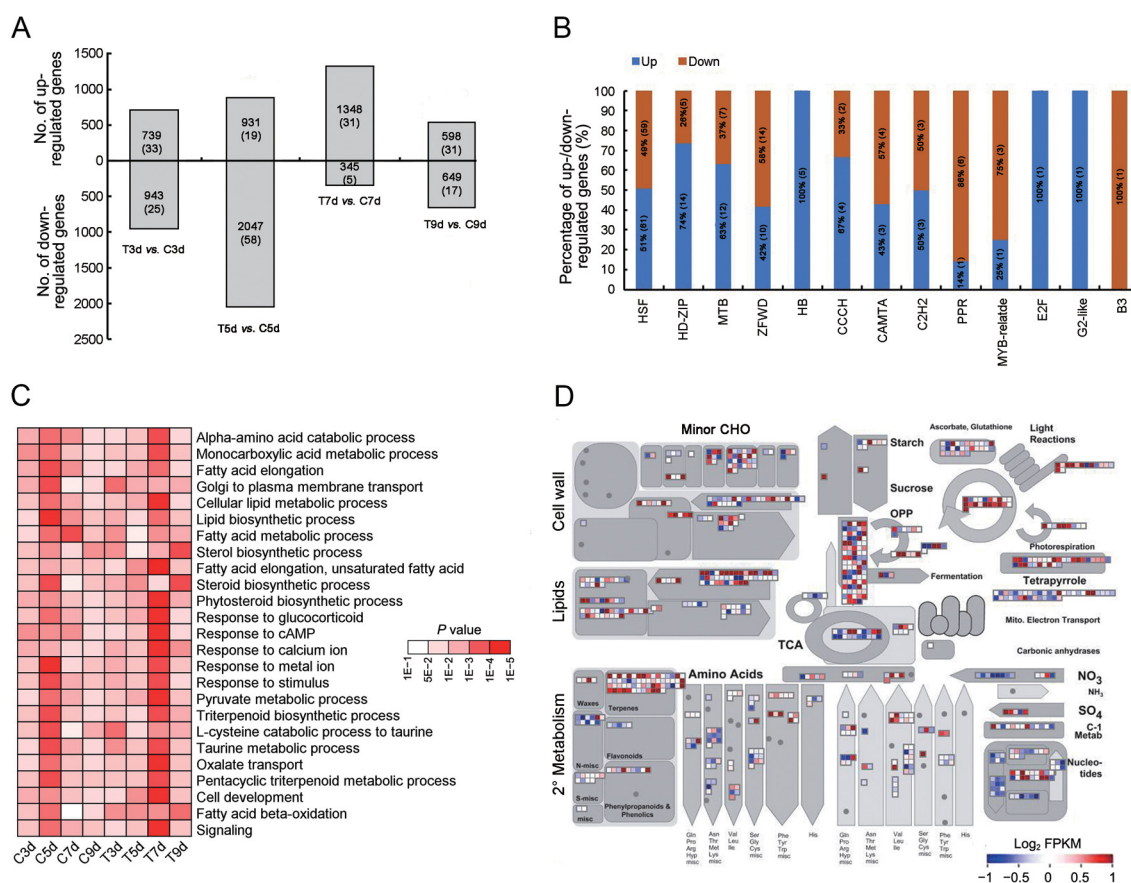 A
No. of up-
regulated genes
No. of down-
regulated genes
1500
1000
500
0
500
1000
1500
2000
2500
739
(33)
943
(25)
T3d vs. C3d
931
(19)
2047
(58)
T5d vs. C5d
1348
(31)
345
(5)
T7d vs. C7d
598
(31)
649
(17)
T9d vs. C9d
B
Up
Down
Percentage of up-/down-
regulated genes (%)
100
90
80
70
60
50
40
30
20
10
0
49% (59)
51% (61)
26%(5)
74% (14)
37% (7)
63% (12)
58% (14)
42% (10)
100% (5)
33% (2)
67% (4)
57% (4)
43% (3)
50% (3)
50% (3)
86% (6)
14% (1)
75% (3)
25% (1)
100% (1)
100% (1)
100% (1)
HSF
HD-ZIP
MTB
ZFWD
HB
CCCH
CAMTA
C2H2
PPR
MYB-relatde
E2F
G2-like
B3
C
Alpha-amino acid catabolic process
Monocarboxylic acid metabolic process
Fatty acid elongation
Golgi to plasma membrane transport
Cellular lipid metabolic process
Lipid biosynthetic process
Fatty acid metabolic process
Sterol biosynthetic process
Fatty acid elongation, unsaturated fatty acid
Steroid biosynthetic process
Phytosteroid biosynthetic process
Response to glucocorticoid
Response to cAMP
Response to calcium ion
Response to metal ion
Response to stimulus
Pyruvate metabolic process
Triterpenoid biosynthetic process
L-cysteine catabolic process to taurine
Taurine metabolic process
Oxalate transport
Pentacyclic triterpenoid metabolic process
Cell development
Fatty acid beta-oxidation
Signaling
C3d C5d C7d C9d T3d T5d T7d T9d
P value
1E-1
5E-2
1E-2
1E-3
1E-4
1E-5
D
Minor CHO
Cell wall
Lipids
2° Metabolism
Starch
Sucrose
OPP
Ascorbate, Glutathione
Light
Reactions
Photorespiration
Fermentation
Tetrapyrrole
Mito. Electron Transport
TCA
Carbonic anhydrases
Amino Acids
Waxes
Terpenes
Flavonoids
N-misc
S-misc
Phenylpropanoids &
Phenolics
misc
NO3
NH3
SO4
C-1
Metab
Nucleo-
tides
Gln
Pro
Arg
Hyp
misc
Asn
Thr
Met
Lys
misc
Val
Leu
Ile
Ser
Gly
Cys
misc
Phe
Tyr
Trp
misc
His
Gln
Pro
Arg
Hyp
misc
Asn
Thr
Met
Lys
misc
Val
Leu
Ile
Ser
Gly
Cys
misc
Phe
Tyr
Trp
misc
His
Log2 FPKM
−1 −0.5 0 0.5 1